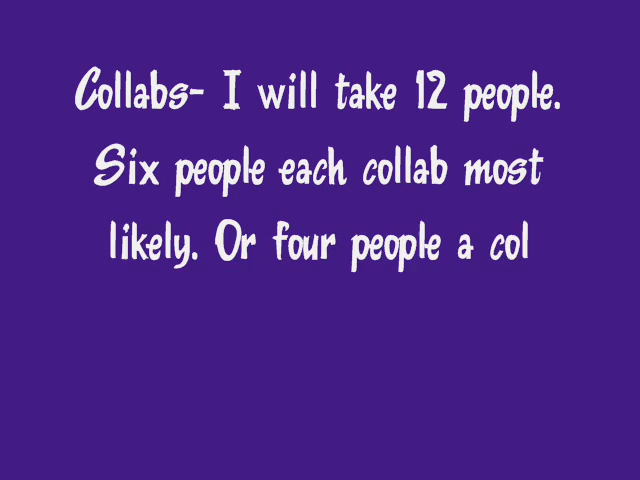 Collabs- I will take 12 people.
Six people each collab most
likely. Or four people a col